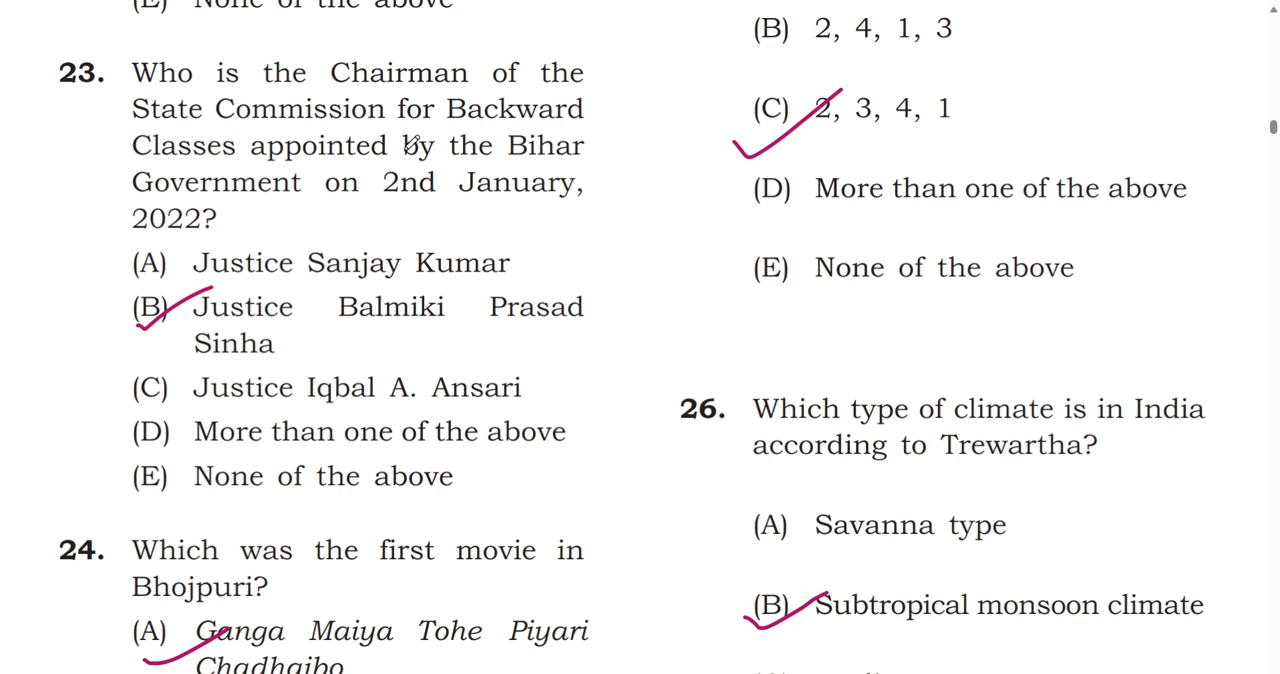 (E) None of the above
23. Who is the Chairman of the
State Commission for Backward
Classes appointed by the Bihar
Government on 2nd January,
2022?
(A) Justice Sanjay Kumar
(B) Justice Balmiki Prasad
Sinha
(C) Justice Iqbal A. Ansari
(D) More than one of the above
(E) None of the above
24. Which was the first movie in
Bhojpuri?
(A) Ganga Maiya Tohe Piyari
Chadhaibo
(B) 2, 4, 1, 3
(C) 2, 3, 4, 1
(D) More than one of the above
(E) None of the above
26. Which type of climate is in India
according to Trewartha?
(A) Savanna type
(B) Subtropical monsoon climate